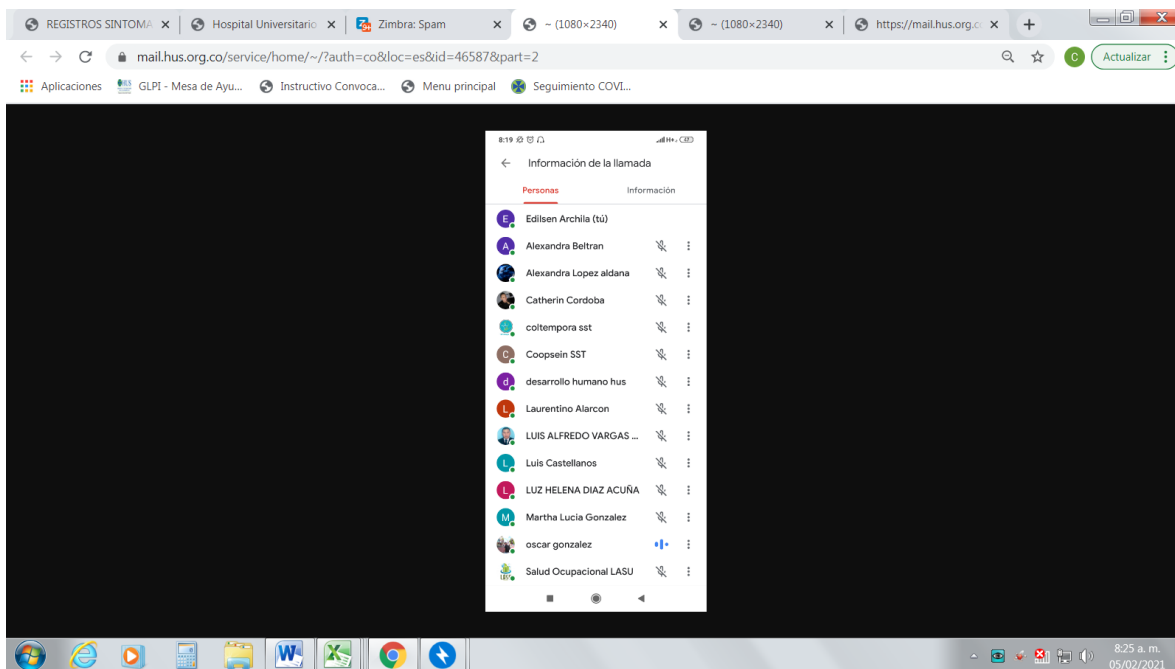 REGISTROS SINTOMA
Hospital Universitario
Zimbra: Spam
~ (1080×2340)
~ (1080×2340)
https://mail.hus.org.c
mail.hus.org.co/service/home/~/?auth=co&loc=es&id=46587&part=2
C
Actualizar
Aplicaciones
GLPI - Mesa de Ayu...
Instructivo Convoca...
Menu principal
Seguimiento COVI...
8:19
H+
Información de la llamada
Personas
Información
E Edilsen Archila (tú)
A Alexandra Beltran
Alexandra Lopez aldana
Catherin Cordoba
coltempora sst
C Coopsein SST
d desarrollo humano hus
L Laurentino Alarcon
LUIS ALFREDO VARGAS ...
L Luis Castellanos
L LUZ HELENA DIAZ ACUÑA
M Martha Lucia Gonzalez
oscar gonzalez
Salud Ocupacional LASU
8:25 a. m.
05/02/2021